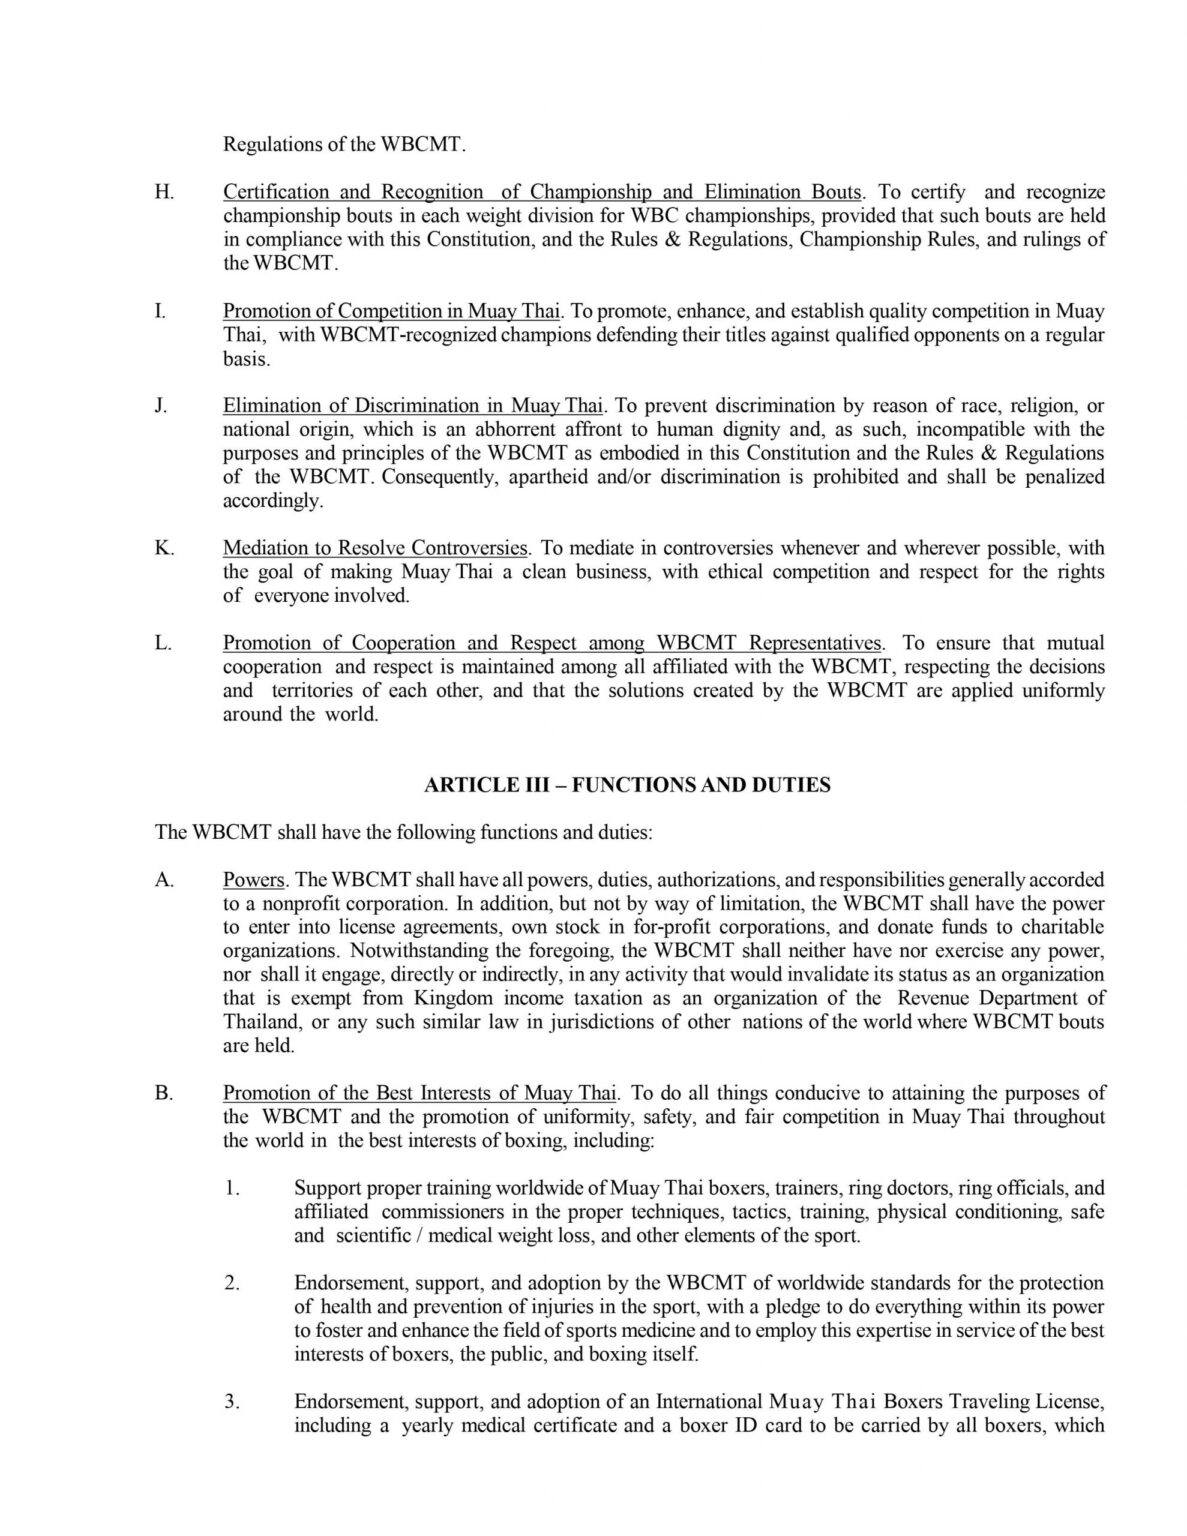 Regulations of the WBCMT.
H. Certification and Recognition of Championship and Elimination Bouts. To certify and recognize
championship bouts in each weight division for WBC championships, provided that such bouts are held
in compliance with this Constitution, and the Rules & Regulations, Championship Rules, and rulings of
the WBCMT.
I. Promotion of Competition in Muay Thai. To promote, enhance, and establish quality competition in Muay
Thai, with WBCMT-recognized champions defending their titles against qualified opponents on a regular
basis.
J. Elimination of Discrimination in Muay Thai. To prevent discrimination by reason of race, religion, or
national origin, which is an abhorrent affront to human dignity and, as such, incompatible with the
purposes and principles of the WBCMT as embodied in this Constitution and the Rules & Regulations
of the WBCMT. Consequently, apartheid and/or discrimination is prohibited and shall be penalized
accordingly.
K. Mediation to Resolve Controversies. To mediate in controversies whenever and wherever possible, with
the goal of making Muay Thai a clean business, with ethical competition and respect for the rights
of everyone involved.
L. Promotion of Cooperation and Respect among WBCMT Representatives. To ensure that mutual
cooperation and respect is maintained among all affiliated with the WBCMT, respecting the decisions
and territories of each other, and that the solutions created by the WBCMT are applied uniformly
around the world.
ARTICLE III – FUNCTIONS AND DUTIES
The WBCMT shall have the following functions and duties:
A. Powers. The WBCMT shall have all powers, duties, authorizations, and responsibilities generally accorded
to a nonprofit corporation. In addition, but not by way of limitation, the WBCMT shall have the power
to enter into license agreements, own stock in for-profit corporations, and donate funds to charitable
organizations. Notwithstanding the foregoing, the WBCMT shall neither have nor exercise any power,
nor shall it engage, directly or indirectly, in any activity that would invalidate its status as an organization
that is exempt from Kingdom income taxation as an organization of the Revenue Department of
Thailand, or any such similar law in jurisdictions of other nations of the world where WBCMT bouts
are held.
B. Promotion of the Best Interests of Muay Thai. To do all things conducive to attaining the purposes of
the WBCMT and the promotion of uniformity, safety, and fair competition in Muay Thai throughout
the world in the best interests of boxing, including:
1. Support proper training worldwide of Muay Thai boxers, trainers, ring doctors, ring officials, and
affiliated commissioners in the proper techniques, tactics, training, physical conditioning, safe
and scientific / medical weight loss, and other elements of the sport.
2. Endorsement, support, and adoption by the WBCMT of worldwide standards for the protection
of health and prevention of injuries in the sport, with a pledge to do everything within its power
to foster and enhance the field of sports medicine and to employ this expertise in service of the best
interests of boxers, the public, and boxing itself.
3. Endorsement, support, and adoption of an International Muay Thai Boxers Traveling License,
including a yearly medical certificate and a boxer ID card to be carried by all boxers, which